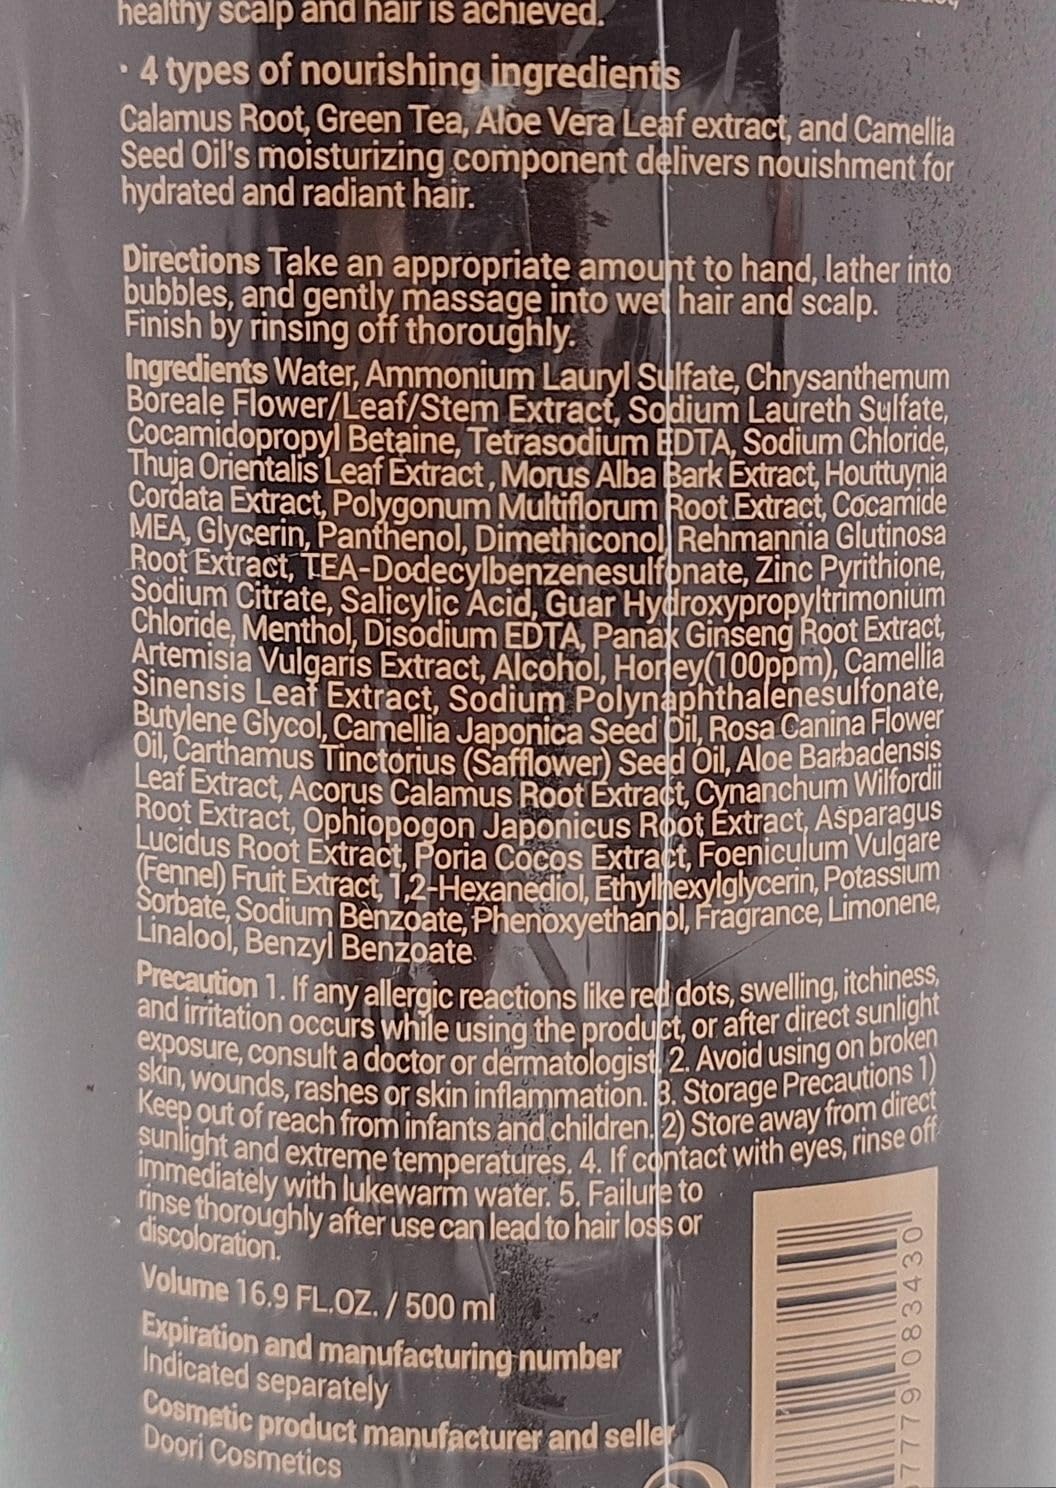 healthy scalp and hair is achieved.
· 4 types of nourishing ingredients
Calamus Root, Green Tea, Aloe Vera Leaf extract, and Camellia
Seed Oil's moisturizing component delivers nouishment for
hydrated and radiant hair.
Directions Take an appropriate amount to hand, lather into
bubbles, and gently massage into wet hair and scalp.
Finish by rinsing off thoroughly.
Ingredients Water, Ammonium Lauryl Sulfate, Chrysanthemum
Boreale Flower/Leaf/Stem Extract, Sodium Laureth Sulfate,
Cocamidopropyl Betaine, Tetrasodium EDTA, Sodium Chloride,
Thuja Orientalis Leaf Extract, Morus Alba Bark Extract, Houttuynia
Cordata Extract, Polygonum Multiflorum Root Extract, Cocamide
MEA, Glycerin, Panthenol, Dimethiconol, Rehmannia Glutinosa
Root Extract, TEA-Dodecylbenzenesulfonate, Zinc Pyrithione,
Sodium Citrate, Salicylic Acid, Guar Hydroxypropyltrimonium
Chloride, Menthol, Disodium EDTA, Panax Ginseng Root Extract,
Artemisia Vulgaris Extract, Alcohol, Honey(100ppm), Camellia
Sinensis Leaf Extract, Sodium Polynaphthalenesulfonate,
Butylene Glycol, Camellia Japonica Seed Oil, Rosa Canina Flower
Oil, Carthamus Tinctorius (Safflower) Seed Oil, Aloe Barbadensis
Leaf Extract, Acorus Calamus Root Extract, Cynanchum Wilfordii
Root Extract, Ophiopogon Japonicus Root Extract, Asparagus
Lucidus Root Extract, Poria Cocos Extract, Foeniculum Vulgare
(Fennel) Fruit Extract, 1,2-Hexanediol, Ethylhexylglycerin, Potassium
Sorbate, Sodium Benzoate, Phenoxyethanol, Fragrance, Limonene,
Linalool, Benzyl Benzoate
Precaution 1. If any allergic reactions like red dots, swelling, itchiness,
and irritation occurs while using the product, or after direct sunlight
exposure, consult a doctor or dermatologist. 2. Avoid using on broken
skin, wounds, rashes or skin inflammation. 3. Storage Precautions 1)
Keep out of reach from infants and children. 2) Store away from direct
sunlight and extreme temperatures. 4. If contact with eyes, rinse off
immediately with lukewarm water. 5. Failure to
rinse thoroughly after use can lead to hair loss or
discoloration.
Volume 16.9 FL.OZ. / 500 ml
Expiration and manufacturing number
Indicated separately
Cosmetic product manufacturer and seller
Doori Cosmetics
77779 083430